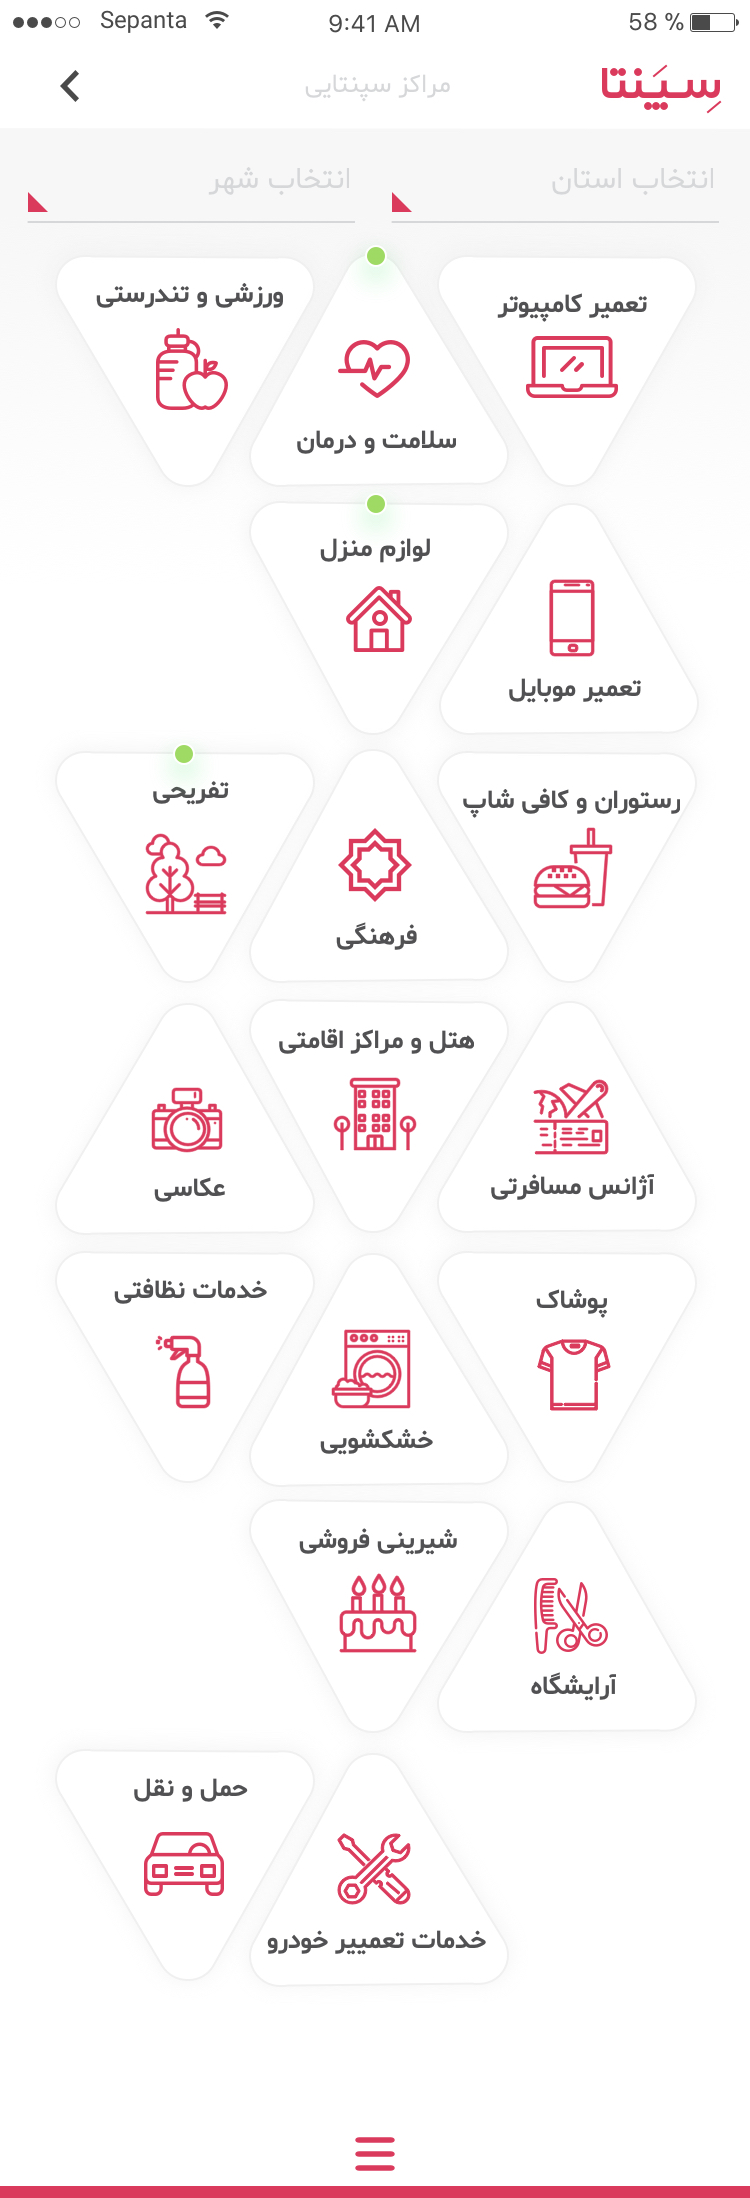 Sepanta 9:41 AM 58 %
سپنتا
مراکز سپنتایی
انتخاب استان
انتخاب شهر
تعمیر کامپیوتر
سلامت و درمان
ورزشی و تندرستی
تعمیر موبایل
لوازم منزل
رستوران و کافی شاپ
فرهنگی
تفریحی
آژانس مسافرتی
هتل و مراکز اقامتی
عکاسی
پوشاک
خشکشویی
خدمات نظافتی
آرایشگاه
شیرینی فروشی
خدمات تعمییر خودرو
حمل و نقل